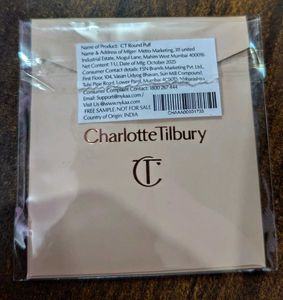 Name of Product: CT Round Puff
Name & Address of Mfger: Metro Marketing, 311 united
Industrial Estate, Mogul Lane, Mahim West Mumbai 400016
Net Content: 1 U, Date of Mfg. October 2025
Consumer Contact details: FSN Brands Marketing Pvt. Ltd.,
First Floor, 104, Vasan Udyog Bhavan, Sun Mill Compound,
Tulsi Pipe Road, Lower Parel, Mumbai 400013, Maharashtra
Consumer Complaint Contact: 1800 267 444
Email: Support@nykaa.com /
Visit Us @www.nykaa.com
FREE SAMPLE: NOT FOR SALE
Country of Origin: INDIA
Charlotte Tilbury
CT